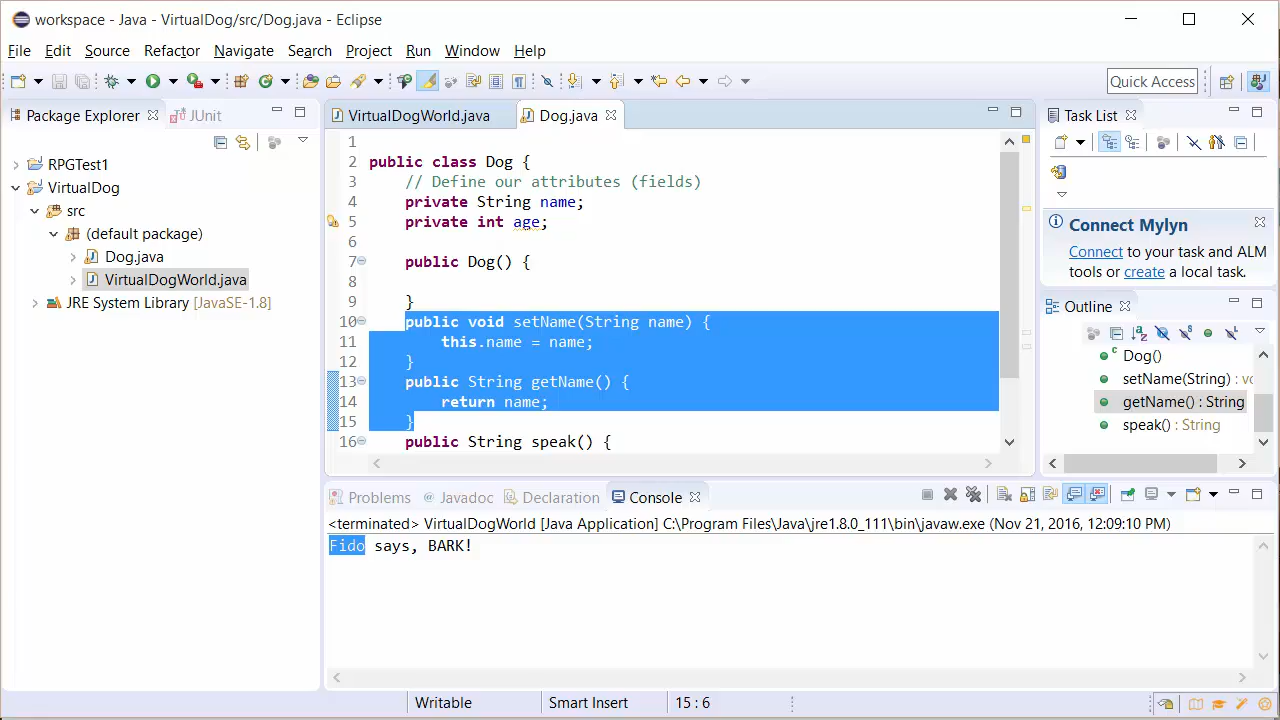 workspace - Java - VirtualDog/src/Dog.java - Eclipse
File Edit Source Refactor Navigate Search Project Run Window Help
Quick Access
Package Explorer JUnit
RPGTest1
VirtualDog
src
(default package)
Dog.java
VirtualDogWorld.java
JRE System Library [JavaSE-1.8]
VirtualDogWorld.java Dog.java
1
2 public class Dog {
3 // Define our attributes (fields)
4 private String name;
5 private int age;
6
7 public Dog() {
8
9 }
10 public void setName(String name) {
11 this.name = name;
12 }
13 public String getName() {
14 return name;
15 }
16 public String speak() {
Task List
Connect Mylyn
Connect to your task and ALM
tools or create a local task.
Outline
Dog()
setName(String) : vo
getName() : String
speak() : String
Problems Javadoc Declaration Console
<terminated> VirtualDogWorld [Java Application] C:\Program Files\Java\jre1.8.0_111\bin\javaw.exe (Nov 21, 2016, 12:09:10 PM)
Fido says, BARK!
Writable Smart Insert 15 : 6